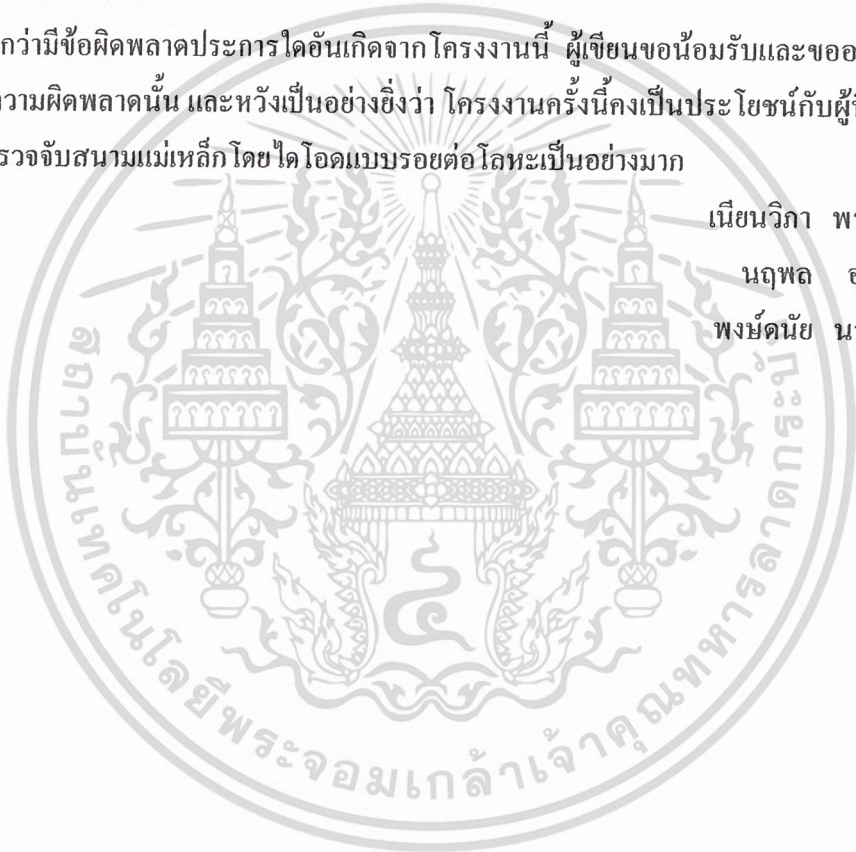 กว่ามีข้อผิดพลาดประการใดอันเกิดจากโครงงานนี้ ผู้เขียนขอน้อมรับและขออ
วามผิดพลาดนั้น และหวังเป็นอย่างยิ่งว่า โครงงานครั้งนี้คงเป็นประโยชน์กับผู้
รวจจับสนามแม่เหล็กโดยไดโอดแบบรอยต่อโลหะเป็นอย่างมาก
เนียนวิภา พร
นฤพล อ
พงษ์ดนัย น
สถาบันเทคโนโลยีพระจอมเกล้าเจ้าคุณทหารลาดกระบัง